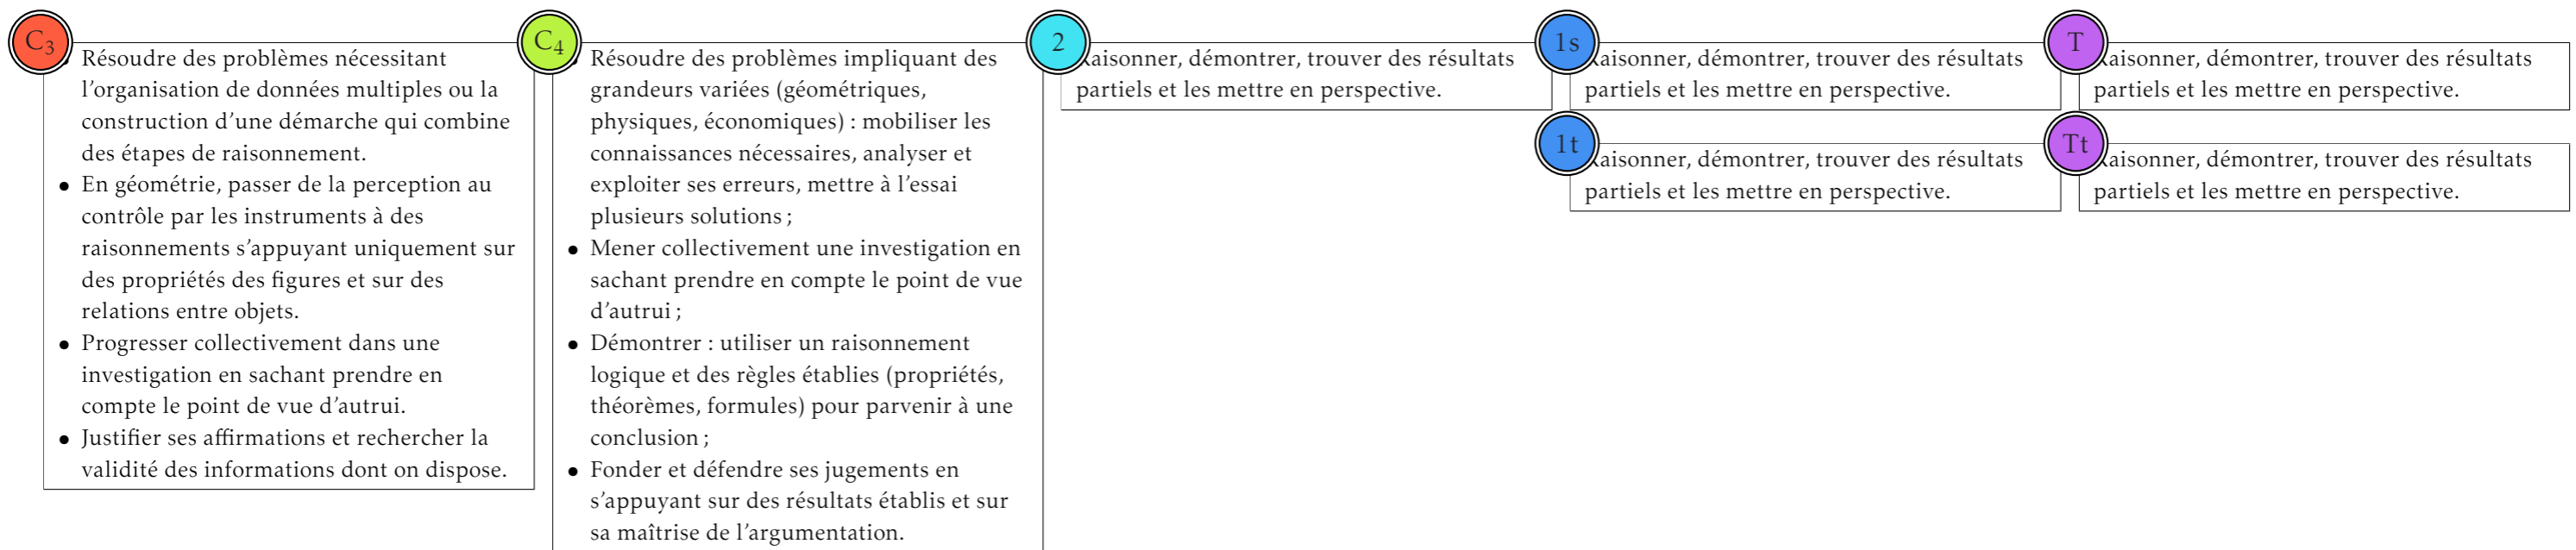 C3
Résoudre des problèmes nécessitant
l'organisation de données multiples ou la
construction d'une démarche qui combine
des étapes de raisonnement.
• En géométrie, passer de la perception au
contrôle par les instruments à des
raisonnements s'appuyant uniquement sur
des propriétés des figures et sur des
relations entre objets.
• Progresser collectivement dans une
investigation en sachant prendre en
compte le point de vue d'autrui.
• Justifier ses affirmations et rechercher la
validité des informations dont on dispose.
C4
Résoudre des problèmes impliquant des
grandeurs variées (géométriques,
physiques, économiques) : mobiliser les
connaissances nécessaires, analyser et
exploiter ses erreurs, mettre à l'essai
plusieurs solutions ;
• Mener collectivement une investigation en
sachant prendre en compte le point de vue
d'autrui ;
• Démontrer : utiliser un raisonnement
logique et des règles établies (propriétés,
théorèmes, formules) pour parvenir à une
conclusion ;
• Fonder et défendre ses jugements en
s'appuyant sur des résultats établis et sur
sa maîtrise de l'argumentation.
2
Raisonner, démontrer, trouver des résultats
partiels et les mettre en perspective.
1s
Raisonner, démontrer, trouver des résultats
partiels et les mettre en perspective.
1t
Raisonner, démontrer, trouver des résultats
partiels et les mettre en perspective.
T
Raisonner, démontrer, trouver des résultats
partiels et les mettre en perspective.
Tt
Raisonner, démontrer, trouver des résultats
partiels et les mettre en perspective.